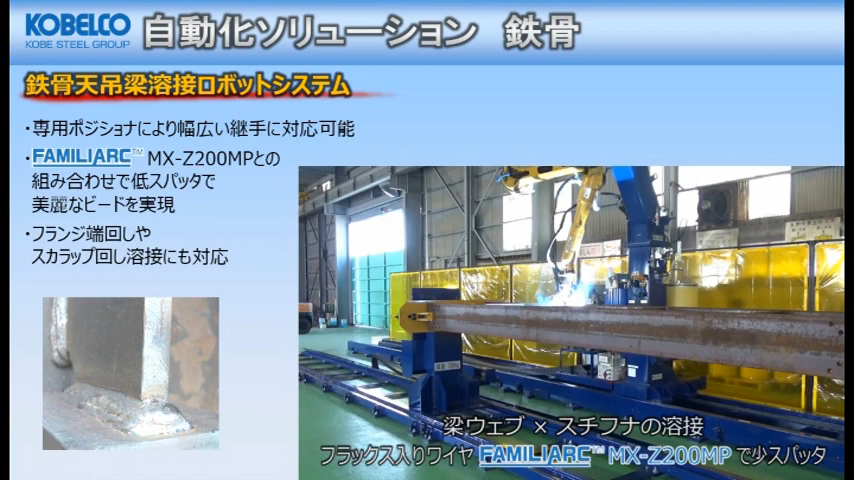 KOBELCO
KOBE STEEL GROUP
自動化ソリューション 鉄骨
鉄骨天吊梁溶接ロボットシステム
・専用ポジショナにより幅広い継手に対応可能
・FAMILIARC™ MX-Z200MPとの
組み合わせで低スパッタで
美麗なビードを実現
・フランジ端回しや
スカラップ回し溶接にも対応
梁ウェブ × スチフナの溶接
フラックス入りワイヤ FAMILIARC™ MX-Z200MP で少スパッタ